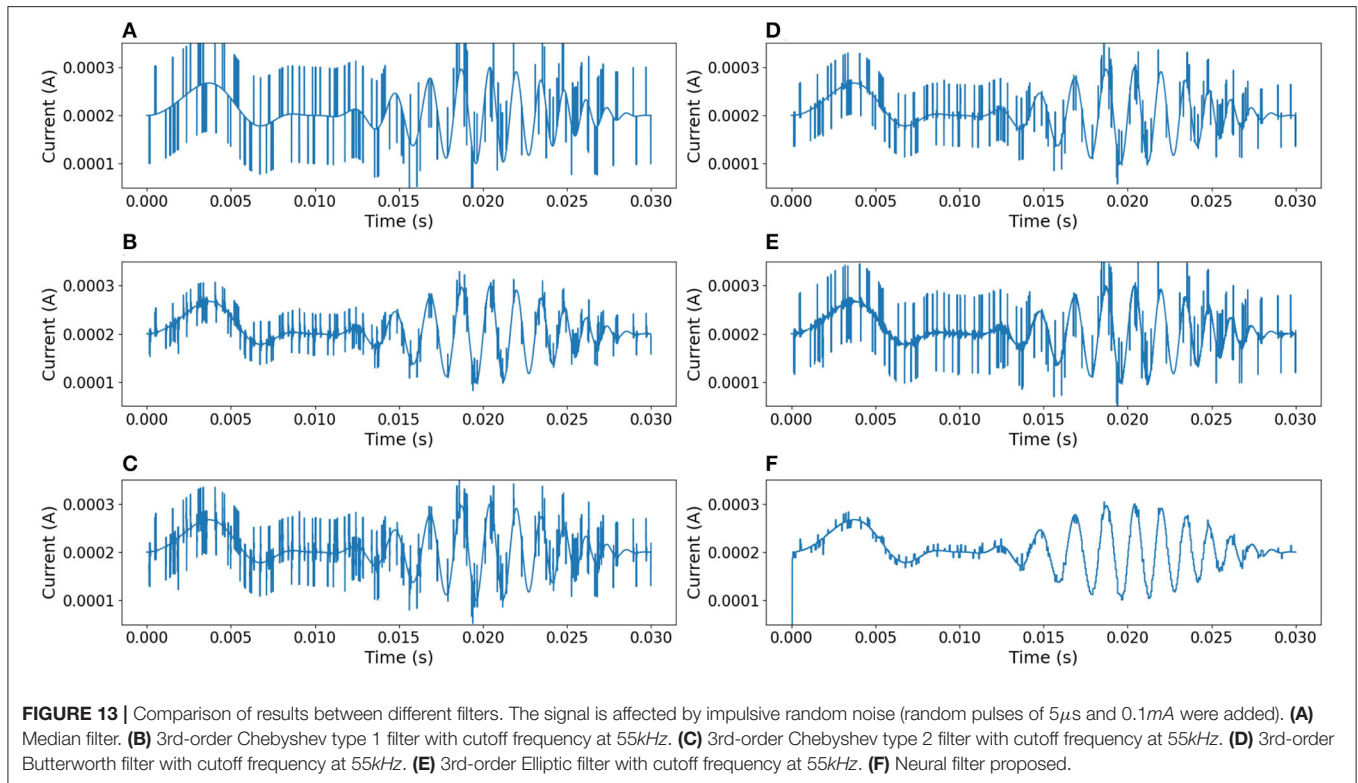 A
0.0003
0.0002
0.0001
Current (A)
0.000 0.005 0.010 0.015 0.020 0.025 0.030
Time (s)
B
0.0003
0.0002
0.0001
Current (A)
0.000 0.005 0.010 0.015 0.020 0.025 0.030
Time (s)
C
0.0003
0.0002
0.0001
Current (A)
0.000 0.005 0.010 0.015 0.020 0.025 0.030
Time (s)
D
0.0003
0.0002
0.0001
Current (A)
0.000 0.005 0.010 0.015 0.020 0.025 0.030
Time (s)
E
0.0003
0.0002
0.0001
Current (A)
0.000 0.005 0.010 0.015 0.020 0.025 0.030
Time (s)
F
0.0003
0.0002
0.0001
Current (A)
0.000 0.005 0.010 0.015 0.020 0.025 0.030
Time (s)
FIGURE 13 | Comparison of results between different filters. The signal is affected by impulsive random noise (random pulses of 5μs and 0.1mA were added). (A)
Median filter. (B) 3rd-order Chebyshev type 1 filter with cutoff frequency at 55kHz. (C) 3rd-order Chebyshev type 2 filter with cutoff frequency at 55kHz. (D) 3rd-order
Butterworth filter with cutoff frequency at 55kHz. (E) 3rd-order Elliptic filter with cutoff frequency at 55kHz. (F) Neural filter proposed.